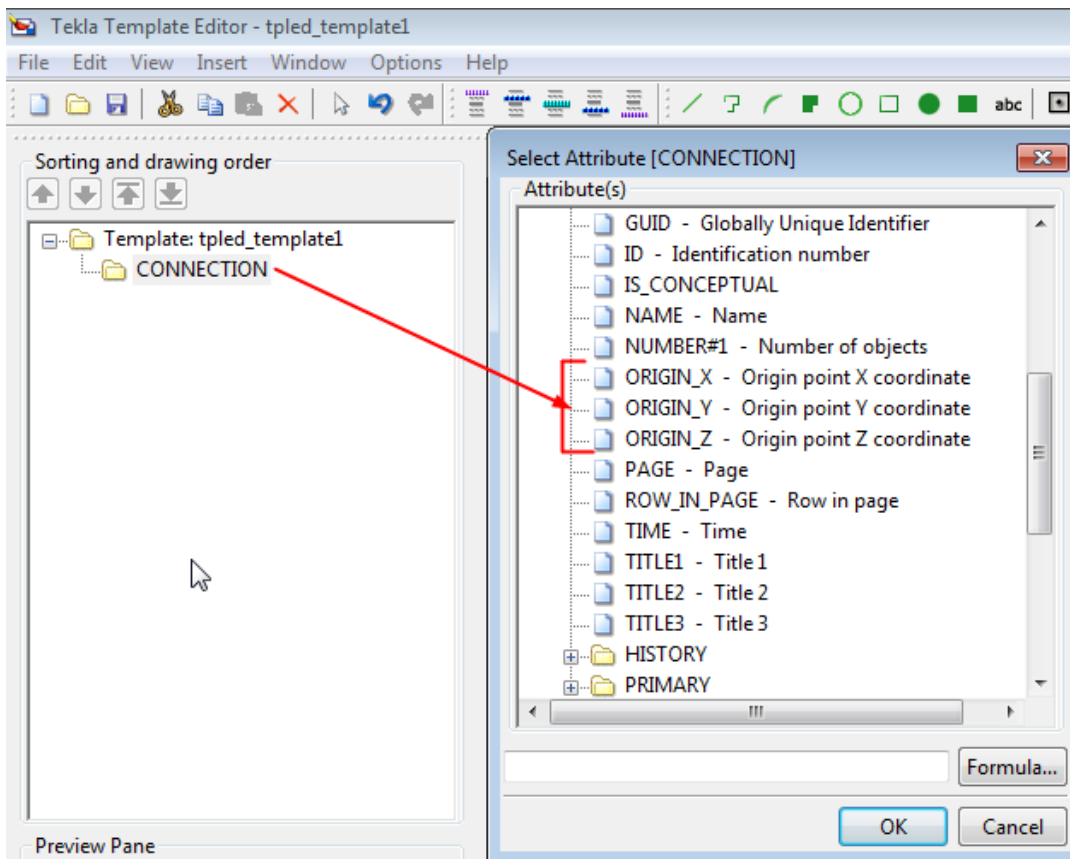 Tekla Template Editor - tpled_template1
File Edit View Insert Window Options Help
abc
Sorting and drawing order
Template: tpled_template1
CONNECTION
Preview Pane
Select Attribute [CONNECTION]
Attribute(s)
GUID - Globally Unique Identifier
ID - Identification number
IS_CONCEPTUAL
NAME - Name
NUMBER#1 - Number of objects
ORIGIN_X - Origin point X coordinate
ORIGIN_Y - Origin point Y coordinate
ORIGIN_Z - Origin point Z coordinate
PAGE - Page
ROW_IN_PAGE - Row in page
TIME - Time
TITLE1 - Title 1
TITLE2 - Title 2
TITLE3 - Title 3
HISTORY
PRIMARY
Formula...
OK Cancel